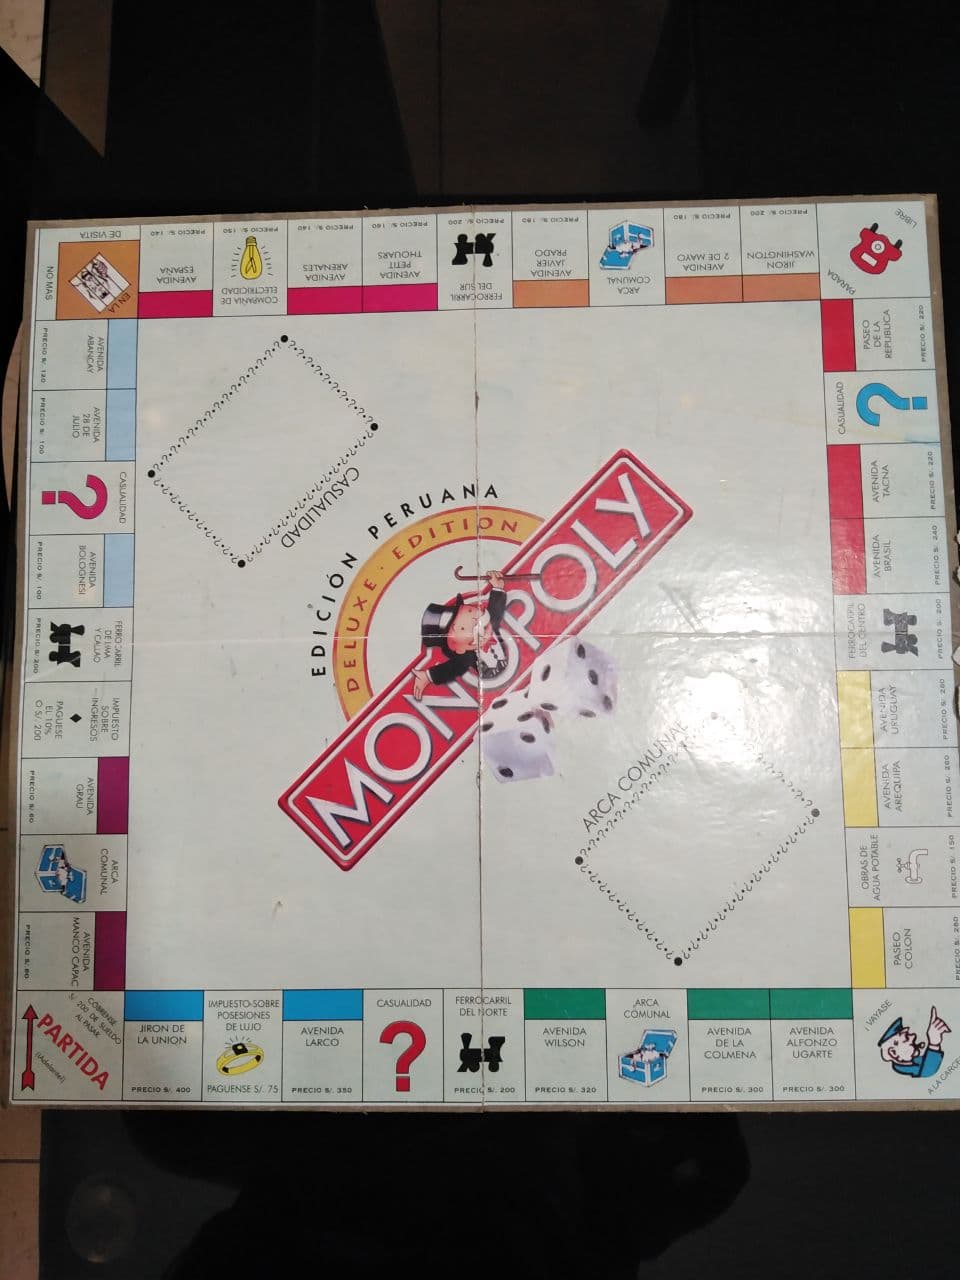 EDICIÓN PERUANA
DELUXE · EDITION
MONOPOLY
CASUALIDAD
ARCA COMUNAL
COBRENSE
S/. 200 DE SUELDO
AL PASAR
PARTIDA
(¡Adelante!)
AVENIDA
MANCO CAPAC
PRECIO S/. 60
ARCA
COMUNAL
AVENIDA
GRAU
PRECIO S/. 60
IMPUESTO
SOBRE
INGRESOS
PAGUESE
EL 10%
O S/. 200
FERROCARRIL
DE LIMA
Y CALLAO
PRECIO S/. 200
AVENIDA
BOLOGNESI
PRECIO S/. 100
CASUALIDAD
?
AVENIDA
28 DE
JULIO
PRECIO S/. 100
AVENIDA
ABANCAY
PRECIO S/. 120
EN LA
NO MAS
DE VISITA
AVENIDA
ESPAÑA
PRECIO S/. 140
COMPAÑIA DE
ELECTRICIDAD
PRECIO S/. 150
AVENIDA
ARENALES
PRECIO S/. 140
AVENIDA
PETIT
THOUARS
PRECIO S/. 160
FERROCARRIL
DEL SUR
PRECIO S/. 200
AVENIDA
JAVIER
PRADO
PRECIO S/. 180
ARCA
COMUNAL
AVENIDA
2 DE MAYO
PRECIO S/. 180
JIRON
WASHINGTON
PRECIO S/. 200
PARADA
LIBRE
PASEO
DE LA
REPUBLICA
PRECIO S/. 220
CASUALIDAD
?
AVENIDA
TACNA
PRECIO S/. 220
AVENIDA
BRASIL
PRECIO S/. 240
FERROCARRIL
DEL CENTRO
PRECIO S/. 200
AVENIDA
URUGUAY
PRECIO S/. 260
AVENIDA
AREQUIPA
PRECIO S/. 260
OBRAS DE
AGUA POTABLE
PRECIO S/. 150
PASEO
COLON
PRECIO S/. 280
¡ VAYASE
A LA CARCEL
AVENIDA
ALFONZO
UGARTE
PRECIO S/. 300
AVENIDA
DE LA
COLMENA
PRECIO S/. 300
ARCA
COMUNAL
AVENIDA
WILSON
PRECIO S/. 320
FERROCARRIL
DEL NORTE
PRECIO S/. 200
CASUALIDAD
?
AVENIDA
LARCO
PRECIO S/. 350
IMPUESTO-SOBRE
POSESIONES
DE LUJO
PAGUENSE S/. 75
JIRON DE
LA UNION
PRECIO S/. 400